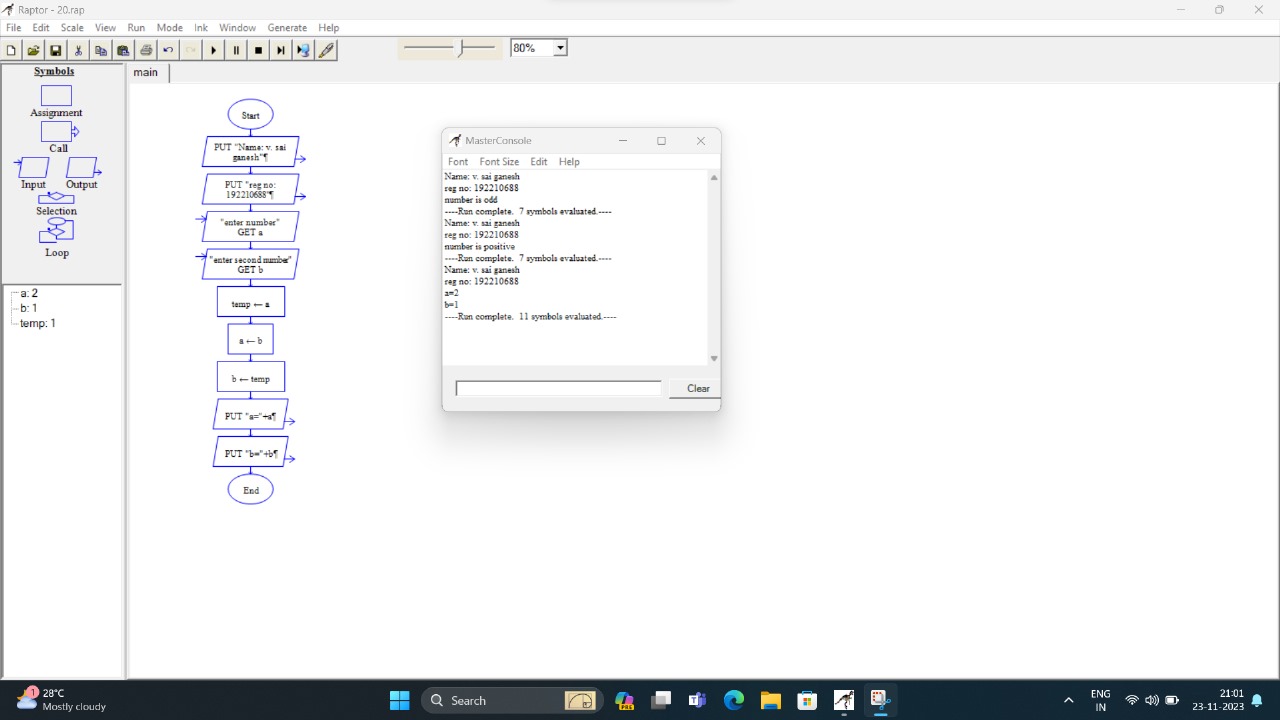 Raptor - 20.rap
File Edit Scale View Run Mode Ink Window Generate Help
80%
Symbols
main
Assignment
Call
Input Output
Selection
Loop
a: 2
b: 1
temp: 1
Start
PUT "Name: v. sai
ganesh"¶
PUT "reg no:
192210688"¶
"enter number"
GET a
"enter second number"
GET b
temp ← a
a ← b
b ← temp
PUT "a="+a¶
PUT "b="+b¶
End
MasterConsole
Font Font Size Edit Help
Name: v. sai ganesh
reg no: 192210688
number is odd
----Run complete. 7 symbols evaluated.----
Name: v. sai ganesh
reg no: 192210688
number is positive
----Run complete. 7 symbols evaluated.----
Name: v. sai ganesh
reg no: 192210688
a=2
b=1
----Run complete. 11 symbols evaluated.----
Clear
1
28°C
Mostly cloudy
Search
PRE
ENG
IN
21:01
23-11-2023